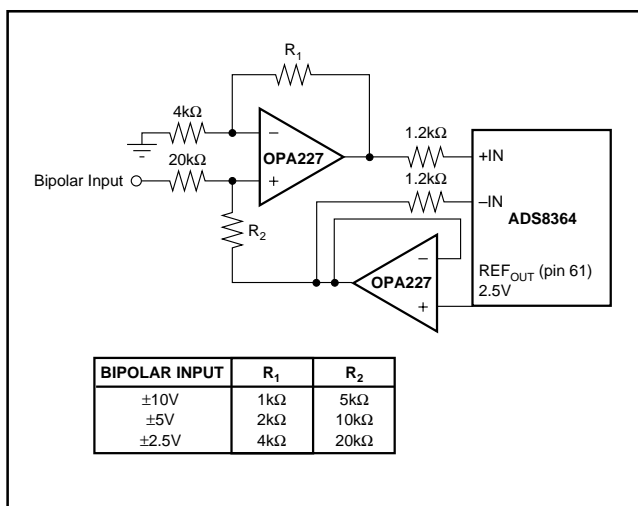 R1
4kΩ
−
OPA227
+
20kΩ
Bipolar Input
R2
1.2kΩ
+IN
1.2kΩ
−IN
ADS8364
REFOUT (pin 61)
2.5V
−
OPA227
+
BIPOLAR INPUT R1 R2
±10V 1kΩ 5kΩ
±5V 2kΩ 10kΩ
±2.5V 4kΩ 20kΩ